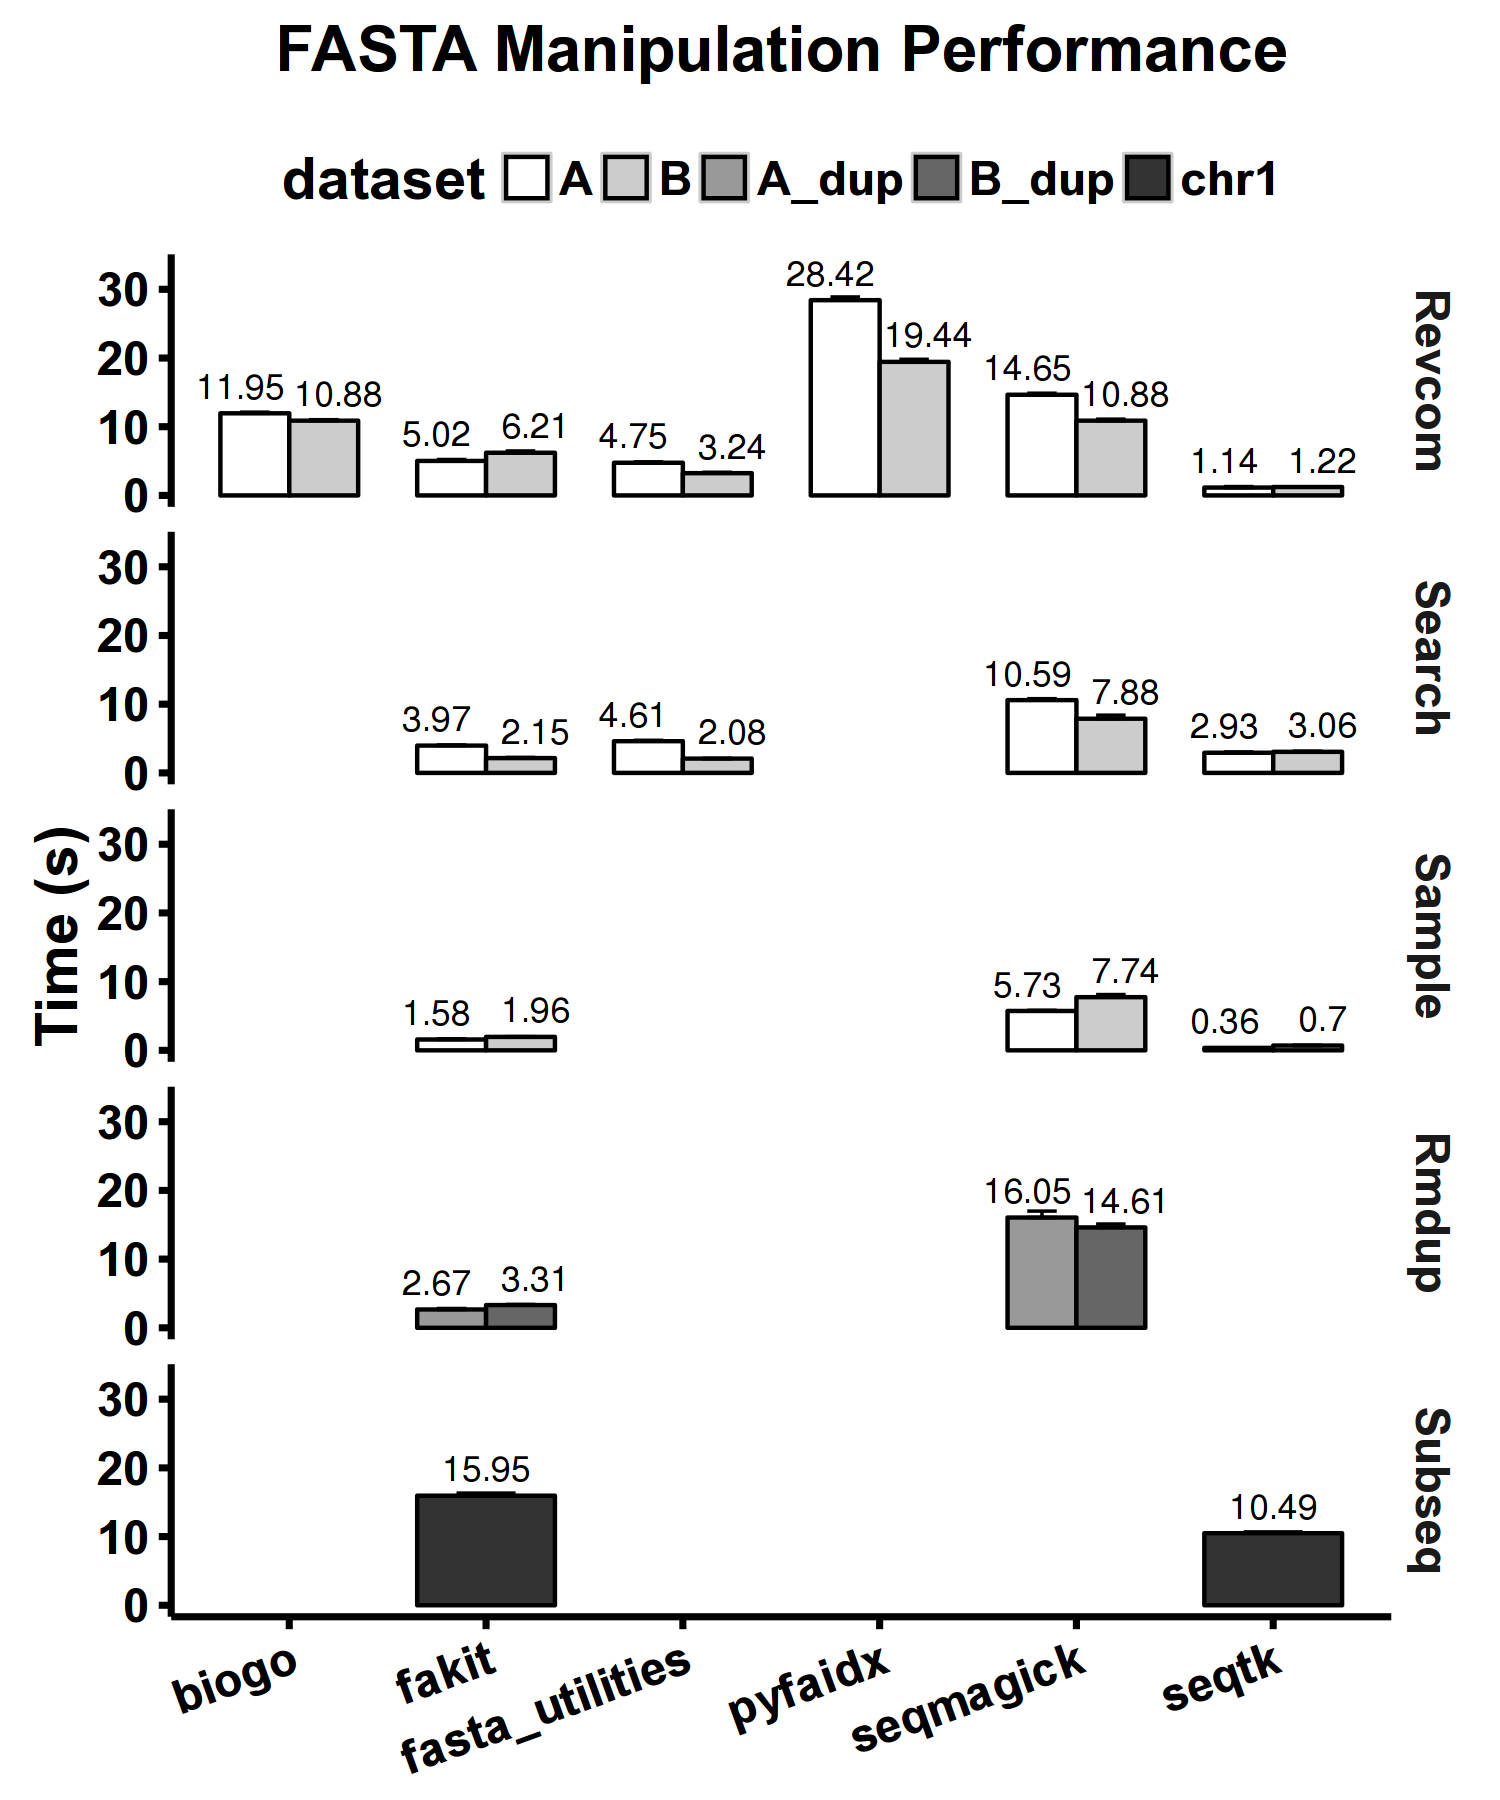 FASTA Manipulation Performance
dataset A B A_dup B_dup chr1
Time (s)
30
20
10
0
11.95 10.88 5.02 6.21 4.75 3.24 28.42 19.44 14.65 10.88 1.14 1.22
Revcom
30
20
10
0
3.97 2.15 4.61 2.08 10.59 7.88 2.93 3.06
Search
30
20
10
0
1.58 1.96 5.73 7.74 0.36 0.7
Sample
30
20
10
0
2.67 3.31 16.05 14.61
Rmdup
30
20
10
0
15.95 10.49
Subseq
biogo fakit fasta_utilities pyfaidx seqmagick seqtk